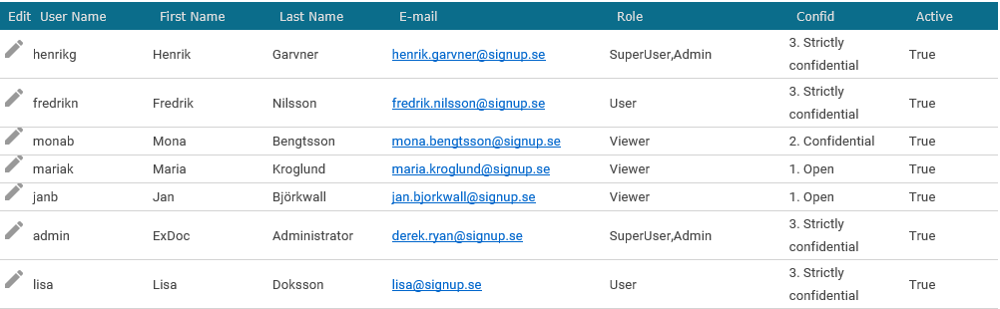 Edit User Name First Name Last Name E-mail Role Confid Active
henrikg Henrik Garvner henrik.garvner@signup.se SuperUser,Admin 3. Strictly confidential True
fredrikn Fredrik Nilsson fredrik.nilsson@signup.se User 3. Strictly confidential True
monab Mona Bengtsson mona.bengtsson@signup.se Viewer 2. Confidential True
mariak Maria Kroglund maria.kroglund@signup.se Viewer 1. Open True
janb Jan Björkwall jan.bjorkwall@signup.se Viewer 1. Open True
admin ExDoc Administrator derek.ryan@signup.se SuperUser,Admin 3. Strictly confidential True
lisa Lisa Doksson lisa@signup.se User 3. Strictly confidential True